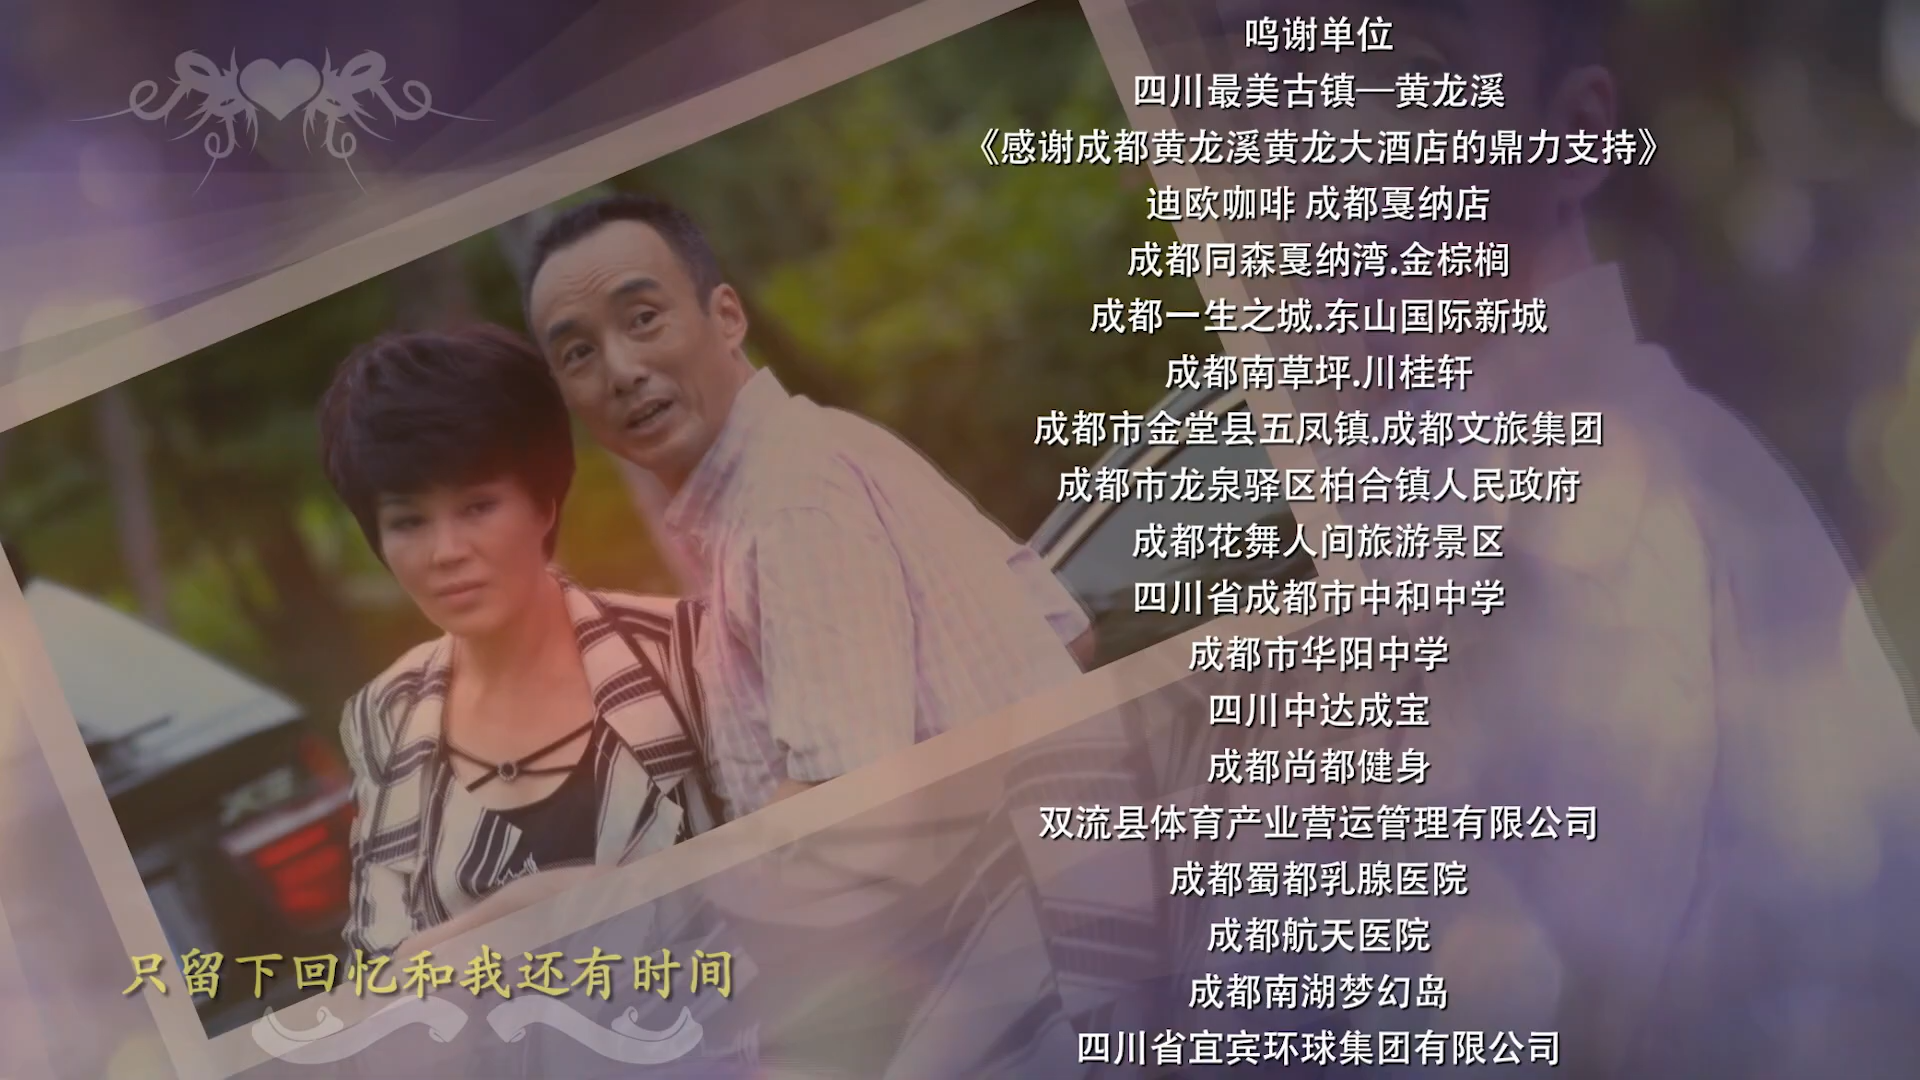 鸣谢单位
四川最美古镇—黄龙溪
《感谢成都黄龙溪黄龙大酒店的鼎力支持》
迪欧咖啡 成都戛纳店
成都同森戛纳湾.金棕榈
成都一生之城.东山国际新城
成都南草坪.川桂轩
成都市金堂县五凤镇.成都文旅集团
成都市龙泉驿区柏合镇人民政府
成都花舞人间旅游景区
四川省成都市中和中学
成都市华阳中学
四川中达成宝
成都尚都健身
双流县体育产业营运管理有限公司
成都蜀都乳腺医院
成都航天医院
成都南湖梦幻岛
四川省宜宾环球集团有限公司
只留下回忆和我还有时间